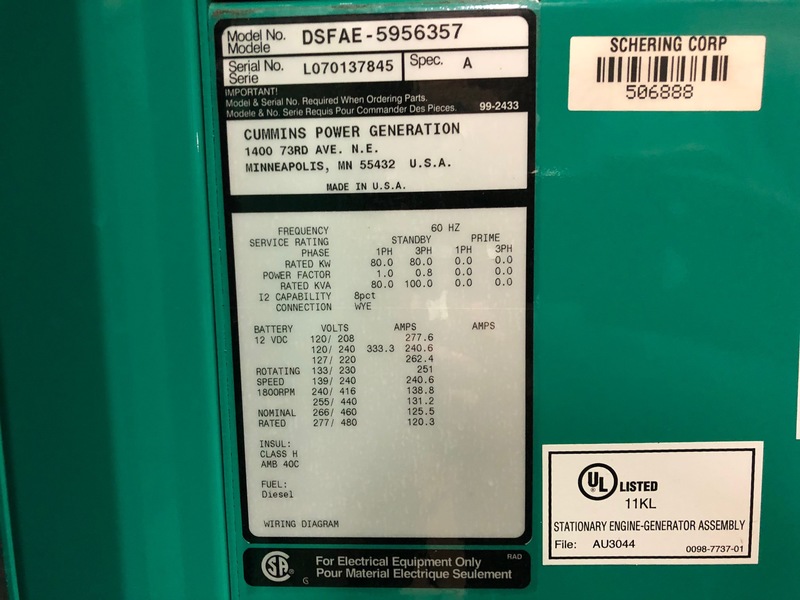 Model No. DSFAE-5956357
Modele
Serial No. L070137845 Spec. A
Serie
IMPORTANT!
Model & Serial No. Required When Ordering Parts.
Modele & No. Serie Requis Pour Commander Des Pieces. 99-2433
CUMMINS POWER GENERATION
1400 73RD AVE. N.E.
MINNEAPOLIS, MN 55432 U.S.A.
MADE IN U.S.A.
FREQUENCY 60 HZ
SERVICE RATING STANDBY PRIME
PHASE 1PH 3PH 1PH 3PH
RATED KW 80.0 80.0 0.0 0.0
POWER FACTOR 1.0 0.8 0.0 0.0
RATED KVA 80.0 100.0 0.0 0.0
I2 CAPABILITY 8pct
CONNECTION WYE
BATTERY VOLTS AMPS AMPS
12 VDC 120/ 208 277.6
120/ 240 333.3 240.6
127/ 220 262.4
ROTATING 133/ 230 251
SPEED 139/ 240 240.6
1800RPM 240/ 416 138.8
255/ 440 131.2
NOMINAL 266/ 460 125.5
RATED 277/ 480 120.3
INSUL:
CLASS H
AMB 40C
FUEL:
Diesel
WIRING DIAGRAM
SA
G
For Electrical Equipment Only RAD
Pour Material Electrique Seulement
SCHERING CORP
506888
UL LISTED
11KL
STATIONARY ENGINE-GENERATOR ASSEMBLY
File: AU3044 0098-7737-01